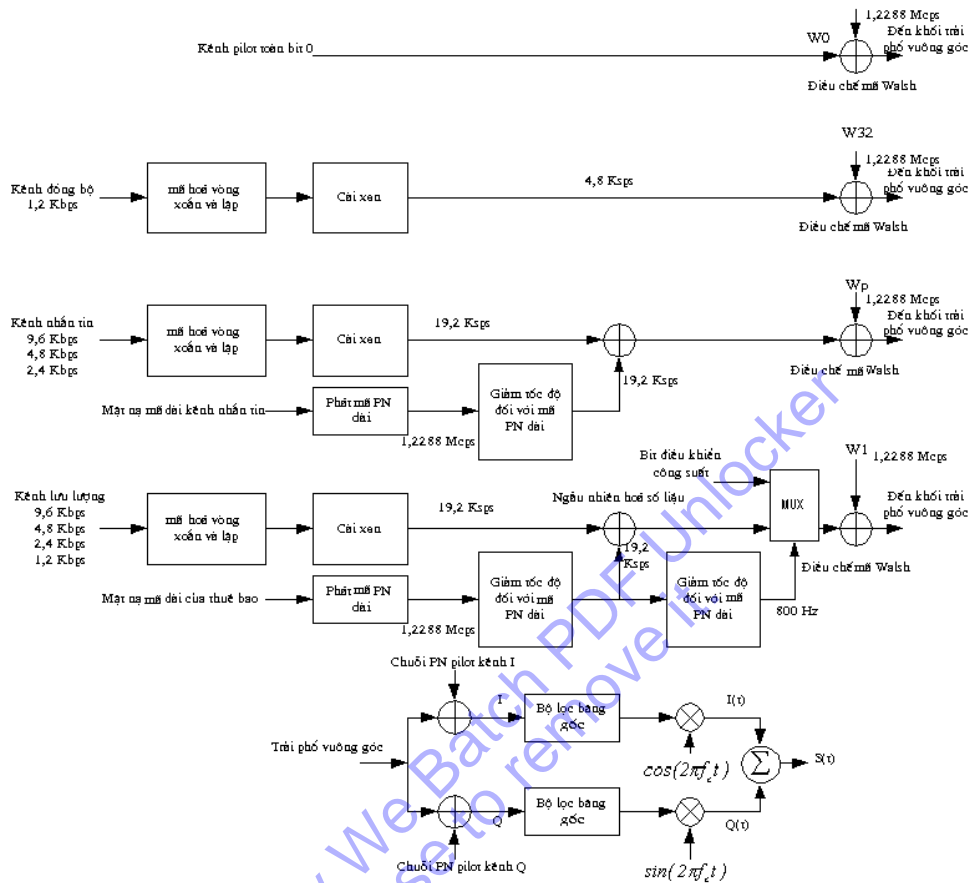 1,2288 Mcps
Kênh pilot toàn bit 0
W0
Đến khối trải
phổ vuông góc
Điều chế mã Walsh
W32
1,2288 Mcps
Kênh đồng bộ
1,2 Kbps
mã hoá vòng
xoắn và lặp
Cài xen
4,8 Ksps
Đến khối trải
phổ vuông góc
Điều chế mã Walsh
Wp
1,2288 Mcps
Kênh nhắn tin
9,6 Kbps
4,8 Kbps
2,4 Kbps
mã hoá vòng
xoắn và lặp
Cài xen
19,2 Ksps
Đến khối trải
phổ vuông góc
Điều chế mã Walsh
19,2 Ksps
Mặt nạ mã dài kênh nhắn tin
Phát mã PN
dài
1,2288 Mcps
Giảm tốc độ
đối với mã
PN dài
Bit điều khiển
công suất
W1
1,2288 Mcps
Kênh lưu lượng
9,6 Kbps
4,8 Kbps
2,4 Kbps
1,2 Kbps
mã hoá vòng
xoắn và lặp
Cài xen
19,2 Ksps
Ngẫu nhiên hoá số liệu
MUX
Đến khối trải
phổ vuông góc
Điều chế mã Walsh
19,2
Ksps
Mặt nạ mã dài của thuê bao
Phát mã PN
dài
1,2288 Mcps
Giảm tốc độ
đối với mã
PN dài
Giảm tốc độ
đối với mã
PN dài
800 Hz
Chuỗi PN pilot kênh I
I
Bộ lọc băng
gốc
I(t)
Trải phổ vuông góc
cos(2πf_c t)
Σ
S(t)
Q
Bộ lọc băng
gốc
Q(t)
Chuỗi PN pilot kênh Q
sin(2πf_c t)
We Batch PDF Unlocker
to remove it.